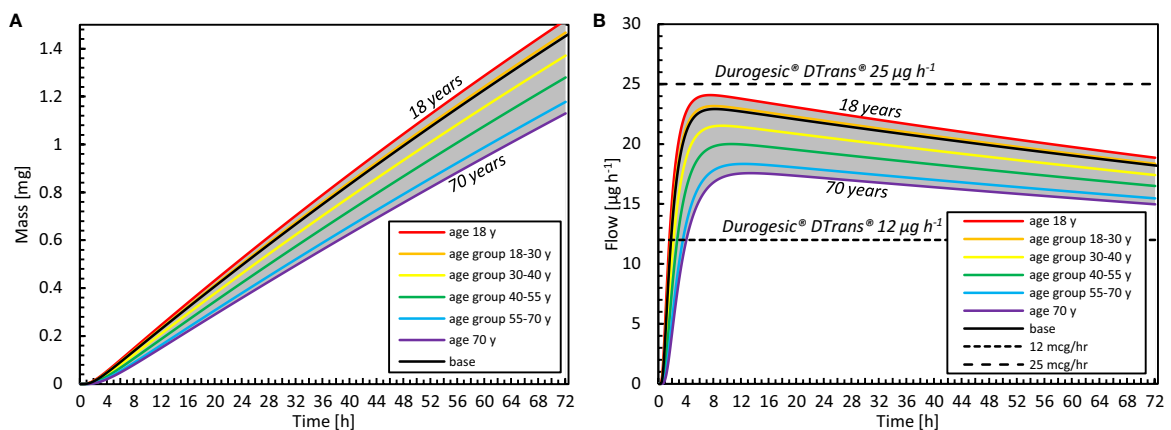 A
Mass [mg]
1.4
1.2
1
0.8
0.6
0.4
0.2
0
0 4 8 12 16 20 24 28 32 36 40 44 48 52 56 60 64 68 72
Time [h]
18 years
70 years
age 18 y
age group 18-30 y
age group 30-40 y
age group 40-55 y
age group 55-70 y
age 70 y
base
B
Flow [µg h-1]
30
25
20
15
10
5
0
0 4 8 12 16 20 24 28 32 36 40 44 48 52 56 60 64 68 72
Time [h]
Durogesic® DTrans® 25 µg h-1
18 years
70 years
Durogesic® DTrans® 12 µg h-1
age 18 y
age group 18-30 y
age group 30-40 y
age group 40-55 y
age group 55-70 y
age 70 y
base
12 mcg/hr
25 mcg/hr